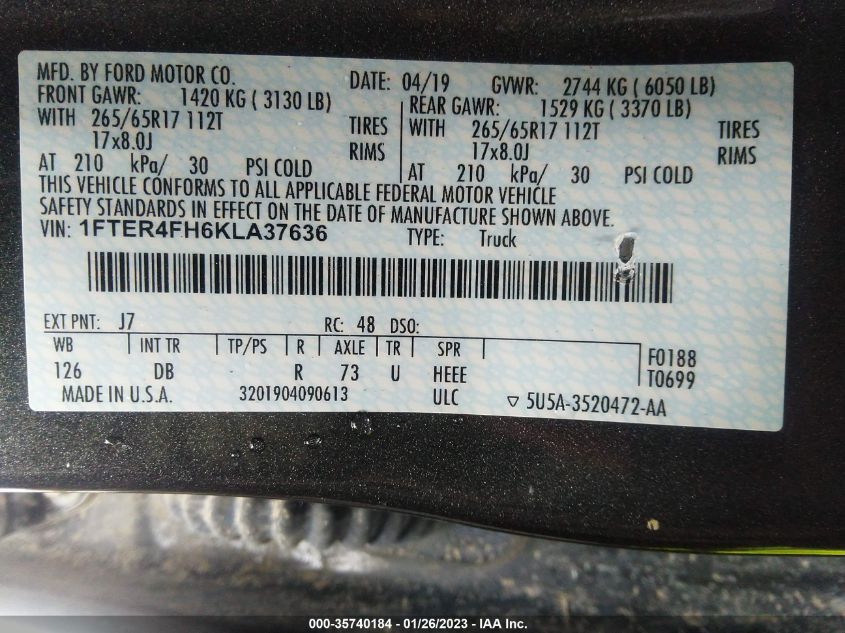 MFD. BY FORD MOTOR CO. DATE: 04/19 GVWR: 2744 KG ( 6050 LB)
FRONT GAWR: 1420 KG ( 3130 LB) REAR GAWR: 1529 KG ( 3370 LB)
WITH 265/65R17 112T TIRES WITH 265/65R17 112T TIRES
17x8.0J RIMS 17x8.0J RIMS
AT 210 kPa/ 30 PSI COLD AT 210 kPa/ 30 PSI COLD
THIS VEHICLE CONFORMS TO ALL APPLICABLE FEDERAL MOTOR VEHICLE
SAFETY STANDARDS IN EFFECT ON THE DATE OF MANUFACTURE SHOWN ABOVE.
VIN: 1FTER4FH6KLA37636 TYPE: Truck
EXT PNT: J7 RC: 48 DSO:
WB INT TR TP/PS R AXLE TR SPR F0188
126 DB R 73 U HEEE T0699
MADE IN U.S.A. 3201904090613 ULC ▽ 5U5A-3520472-AA
000-35740184 - 01/26/2023 - IAA Inc.